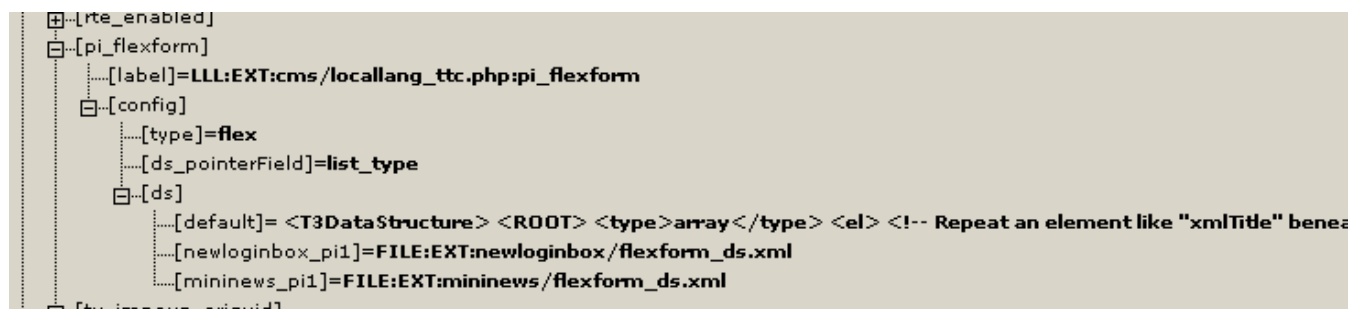 [rte_enabled]
[pi_flexform]
[label]=LLL:EXT:cms/locallang_ttc.php:pi_flexform
[config]
[type]=flex
[ds_pointerField]=list_type
[ds]
[default]= <T3DataStructure> <ROOT> <type>array</type> <el> <!-- Repeat an element like "xmlTitle" benea
[newloginbox_pi1]=FILE:EXT:newloginbox/flexform_ds.xml
[mininews_pi1]=FILE:EXT:mininews/flexform_ds.xml